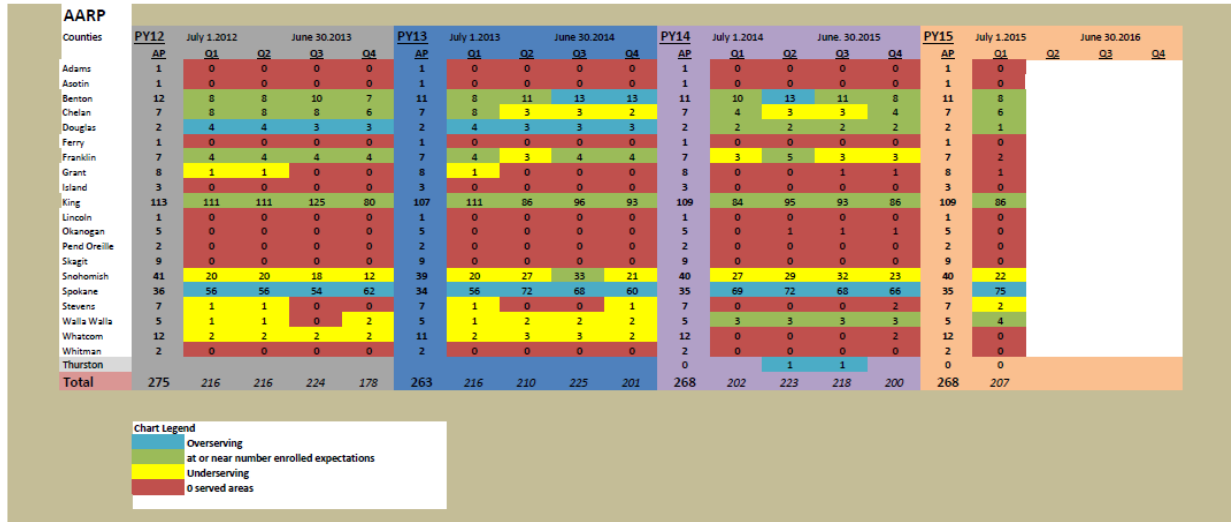 AARP
Counties PY12 July 1.2012 June 30.2013 PY13 July 1.2013 June 30.2014 PY14 July 1.2014 June. 30.2015 PY15 July 1.2015 June 30.2016
AP Q1 Q2 Q3 Q4 AP Q1 Q2 Q3 Q4 AP Q1 Q2 Q3 Q4 AP Q1 Q2 Q3 Q4
Adams 1 0 0 0 0 1 0 0 0 0 1 0 0 0 0 1 0
Asotin 1 0 0 0 0 1 0 0 0 0 1 0 0 0 0 1 0
Benton 12 8 8 10 7 11 8 11 13 13 11 10 13 11 8 11 8
Chelan 7 8 8 8 6 7 8 3 3 2 7 4 3 3 4 7 6
Douglas 2 4 4 3 3 2 4 3 3 3 2 2 2 2 2 2 1
Ferry 1 0 0 0 0 1 0 0 0 0 1 0 0 0 0 1 0
Franklin 7 4 4 4 4 7 4 3 4 4 7 3 5 3 3 7 2
Grant 8 1 1 0 0 8 1 0 0 0 8 0 0 1 1 8 1
Island 3 0 0 0 0 3 0 0 0 0 3 0 0 0 0 3 0
King 113 111 111 125 80 107 111 86 96 93 109 84 95 93 86 109 86
Lincoln 1 0 0 0 0 1 0 0 0 0 1 0 0 0 0 1 0
Okanogan 5 0 0 0 0 5 0 0 0 0 5 0 1 1 1 5 0
Pend Oreille 2 0 0 0 0 2 0 0 0 0 2 0 0 0 0 2 0
Skagit 9 0 0 0 0 9 0 0 0 0 9 0 0 0 0 9 0
Snohomish 41 20 20 18 12 39 20 27 33 21 40 27 29 32 23 40 22
Spokane 36 56 56 54 62 34 56 72 68 60 35 69 72 68 66 35 75
Stevens 7 1 1 0 0 7 1 0 0 1 7 0 0 0 2 7 2
Walla Walla 5 1 1 0 2 5 1 2 2 2 5 3 3 3 3 5 4
Whatcom 12 2 2 2 2 11 2 3 3 2 12 0 0 0 2 12 0
Whitman 2 0 0 0 0 2 0 0 0 0 2 0 0 0 0 2 0
Thurston 0 1 1 0 0
Total 275 216 216 224 178 263 216 210 225 201 268 202 223 218 200 268 207
Chart Legend
Overserving
at or near number enrolled expectations
Underserving
0 served areas